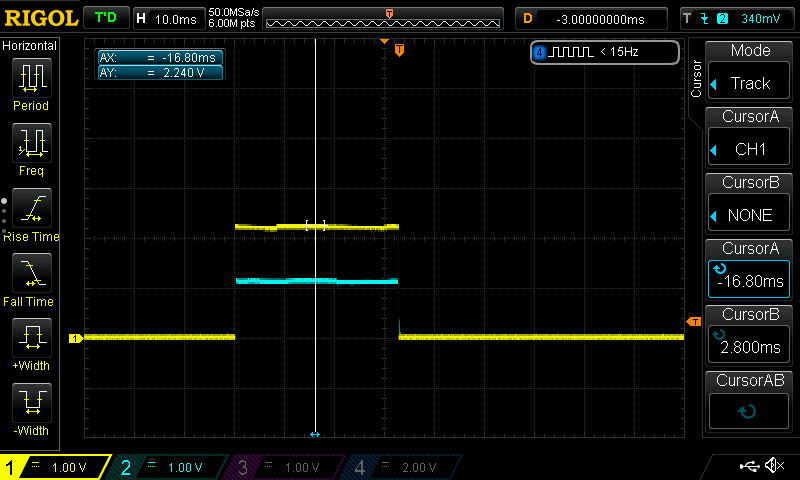 RIGOL T'D H 10.0ms 50.0MSa/s 6.00M pts T D -3.00000000ms T 2 340mV
Horizontal
Period
Freq
Rise Time
Fall Time
+Width
-Width
AX: = -16.80ms
AY: = 2.240 V
T
4 < 15Hz
1
T
Cursor
Mode
Track
CursorA
CH1
CursorB
NONE
CursorA
-16.80ms
CursorB
2.800ms
CursorAB
1 = 1.00 V 2 = 1.00 V 3 = 1.00 V 4 = 2.00 V